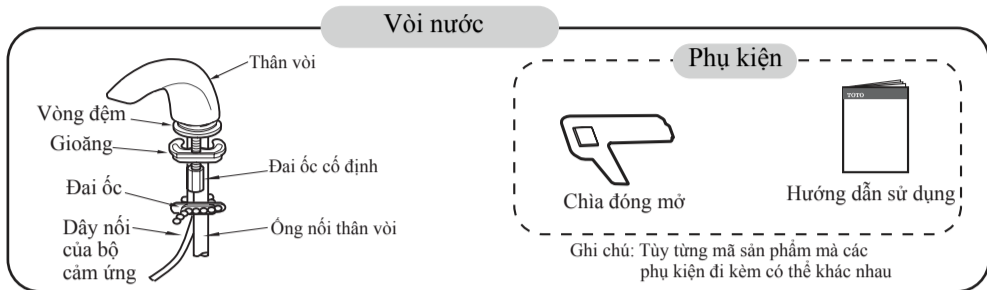 Vòi nước
Thân vòi
Vòng đệm
Gioăng
Đai ốc cố định
Đai ốc
Dây nối
của bộ
cảm ứng
Ống nối thân vòi
Phụ kiện
TOTO
Chìa đóng mở
Hướng dẫn sử dụng
Ghi chú: Tùy từng mã sản phẩm mà các
phụ kiện đi kèm có thể khác nhau